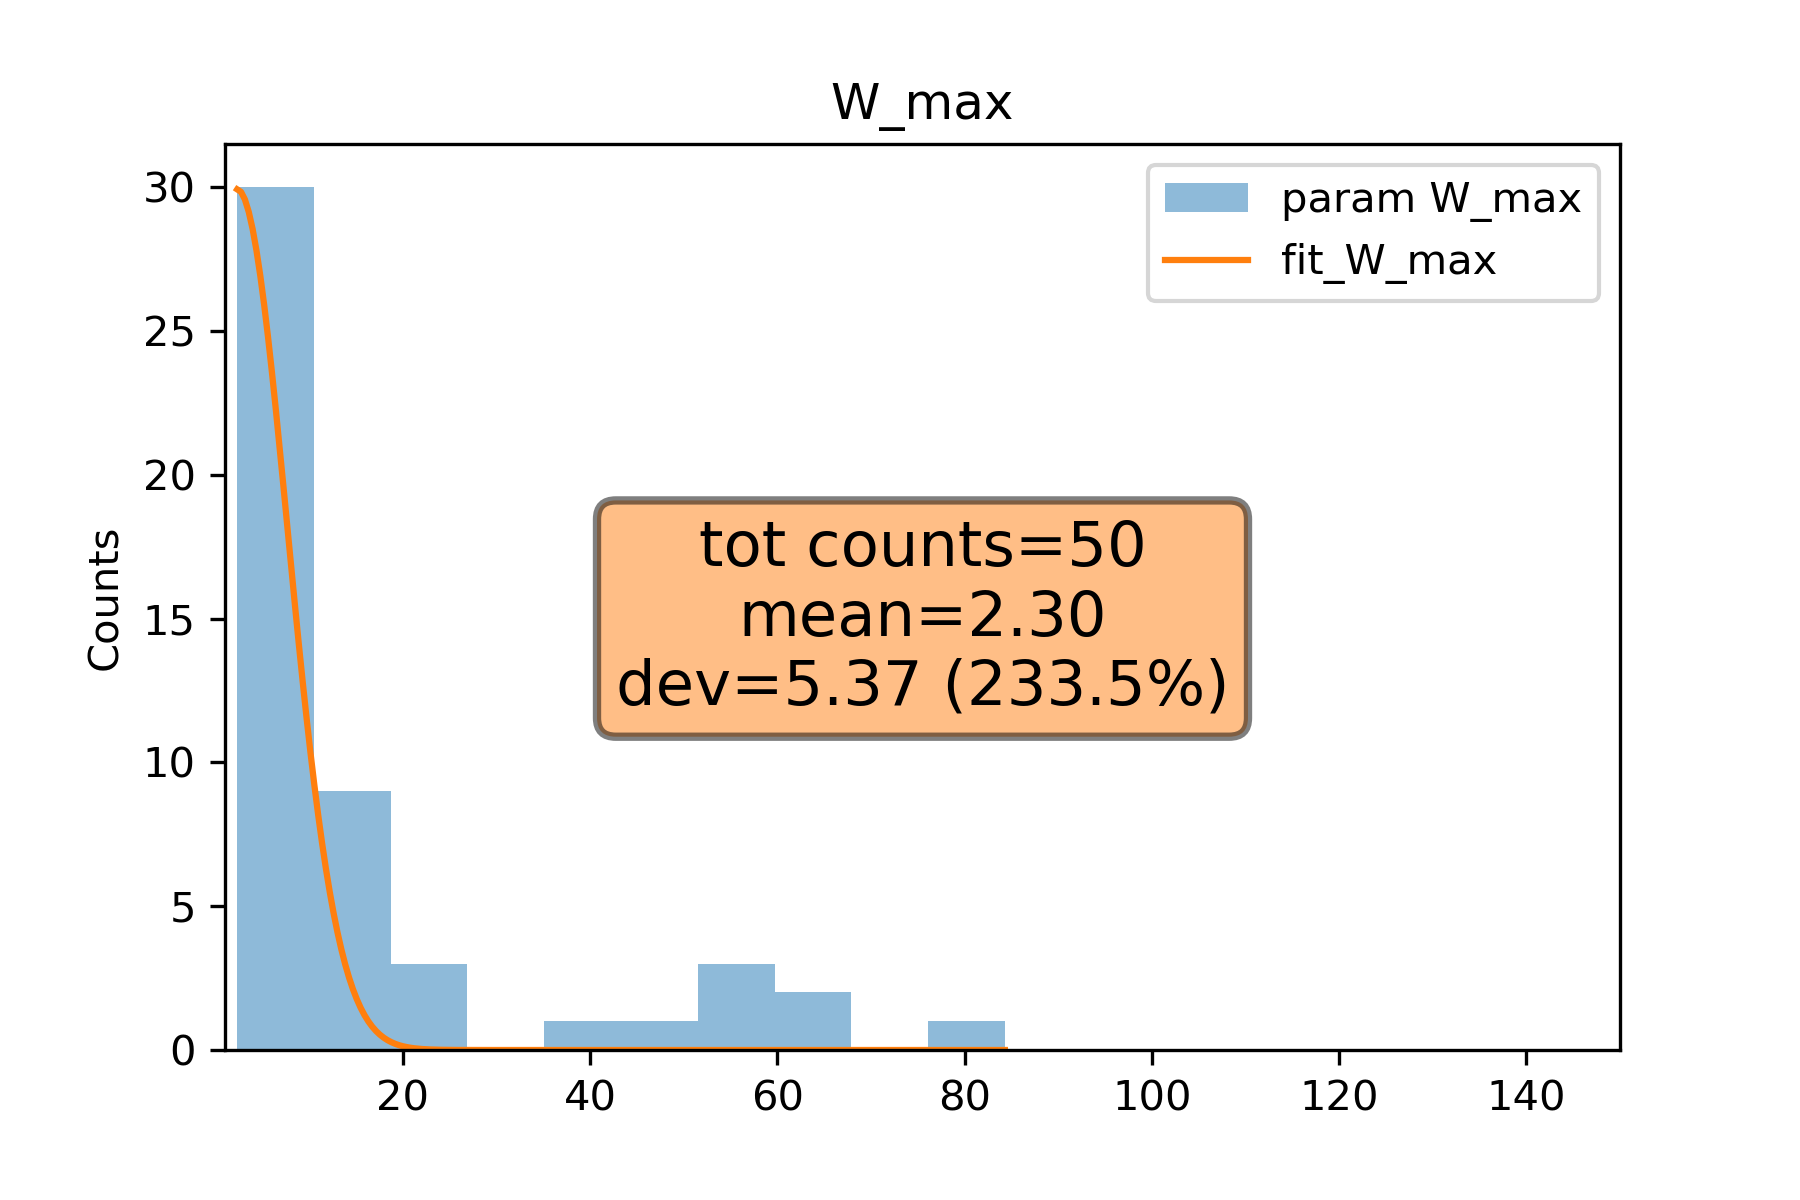 W_max
30
25
20
15
10
5
0
Counts
param W_max
fit_W_max
tot counts=50
mean=2.30
dev=5.37 (233.5%)
20 40 60 80 100 120 140